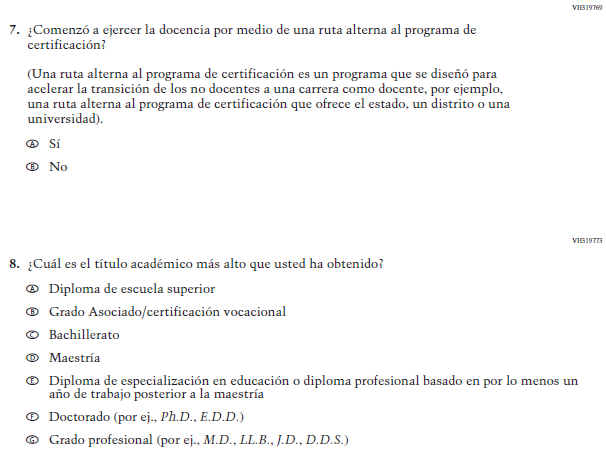 VH319769
7. ¿Comenzó a ejercer la docencia por medio de una ruta alterna al programa de
certificación?
(Una ruta alterna al programa de certificación es un programa que se diseñó para
acelerar la transición de los no docentes a una carrera como docente, por ejemplo,
una ruta alterna al programa de certificación que ofrece el estado, un distrito o una
universidad).
Ⓐ Sí
Ⓑ No
VH319773
8. ¿Cuál es el título académico más alto que usted ha obtenido?
Ⓐ Diploma de escuela superior
Ⓑ Grado Asociado/certificación vocacional
Ⓒ Bachillerato
Ⓓ Maestría
Ⓔ Diploma de especialización en educación o diploma profesional basado en por lo menos un
año de trabajo posterior a la maestría
Ⓕ Doctorado (por ej., Ph.D., E.D.D.)
Ⓖ Grado profesional (por ej., M.D., LL.B., J.D., D.D.S.)